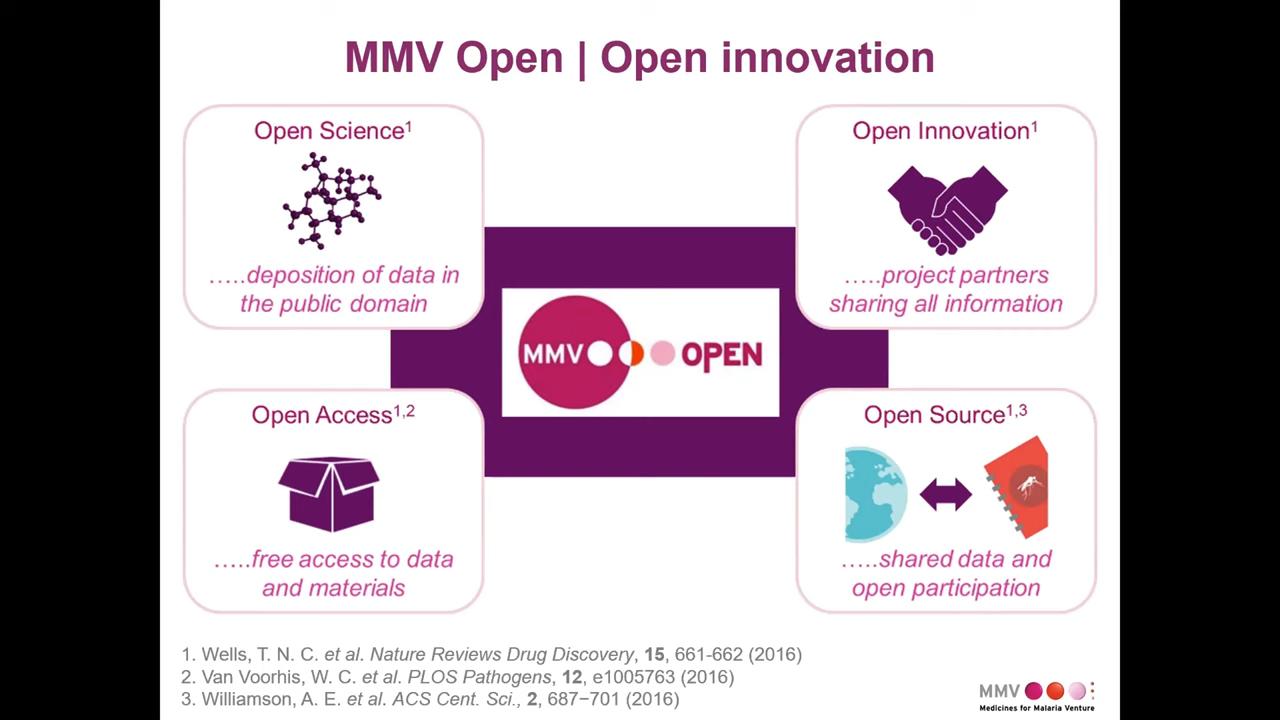 MMV Open | Open innovation
Open Science1
…..deposition of data in
the public domain
Open Innovation1
…..project partners
sharing all information
MMV OPEN
Open Access1,2
…..free access to data
and materials
Open Source1,3
…..shared data and
open participation
1. Wells, T. N. C. et al. Nature Reviews Drug Discovery, 15, 661-662 (2016)
2. Van Voorhis, W. C. et al. PLOS Pathogens, 12, e1005763 (2016)
3. Williamson, A. E. et al. ACS Cent. Sci., 2, 687−701 (2016)
MMV
Medicines for Malaria Venture